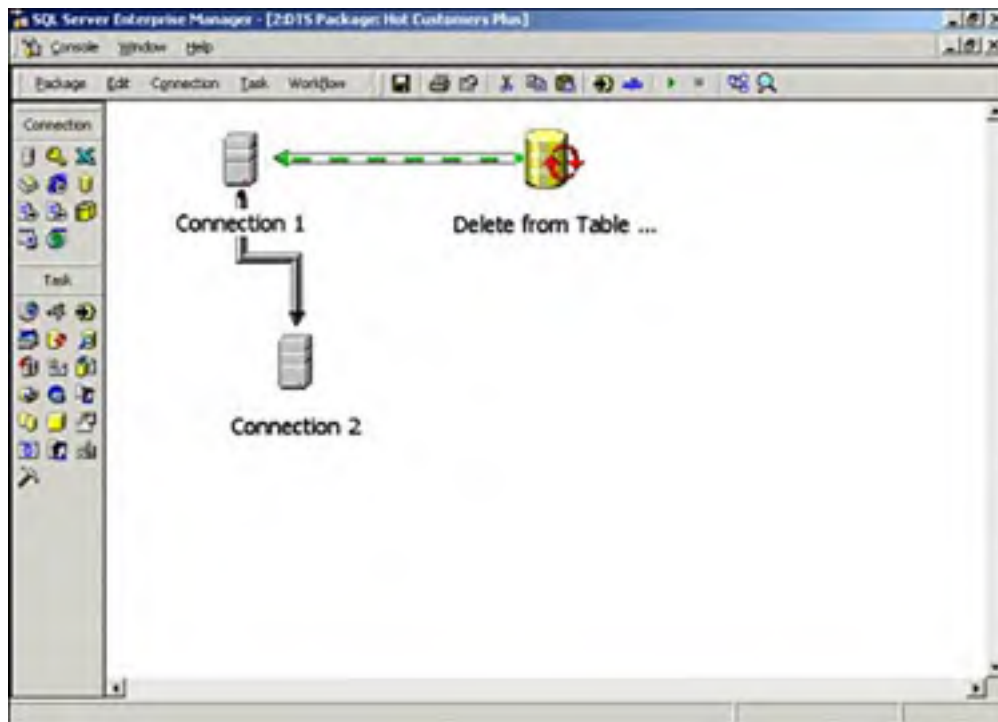 SQL Server Enterprise Manager - [2:DTS Package: Hot Customers Plus]
Console Window Help
Package Edit Connection Task Workflow
Connection
Connection 1
Delete from Table ...
Task
Connection 2